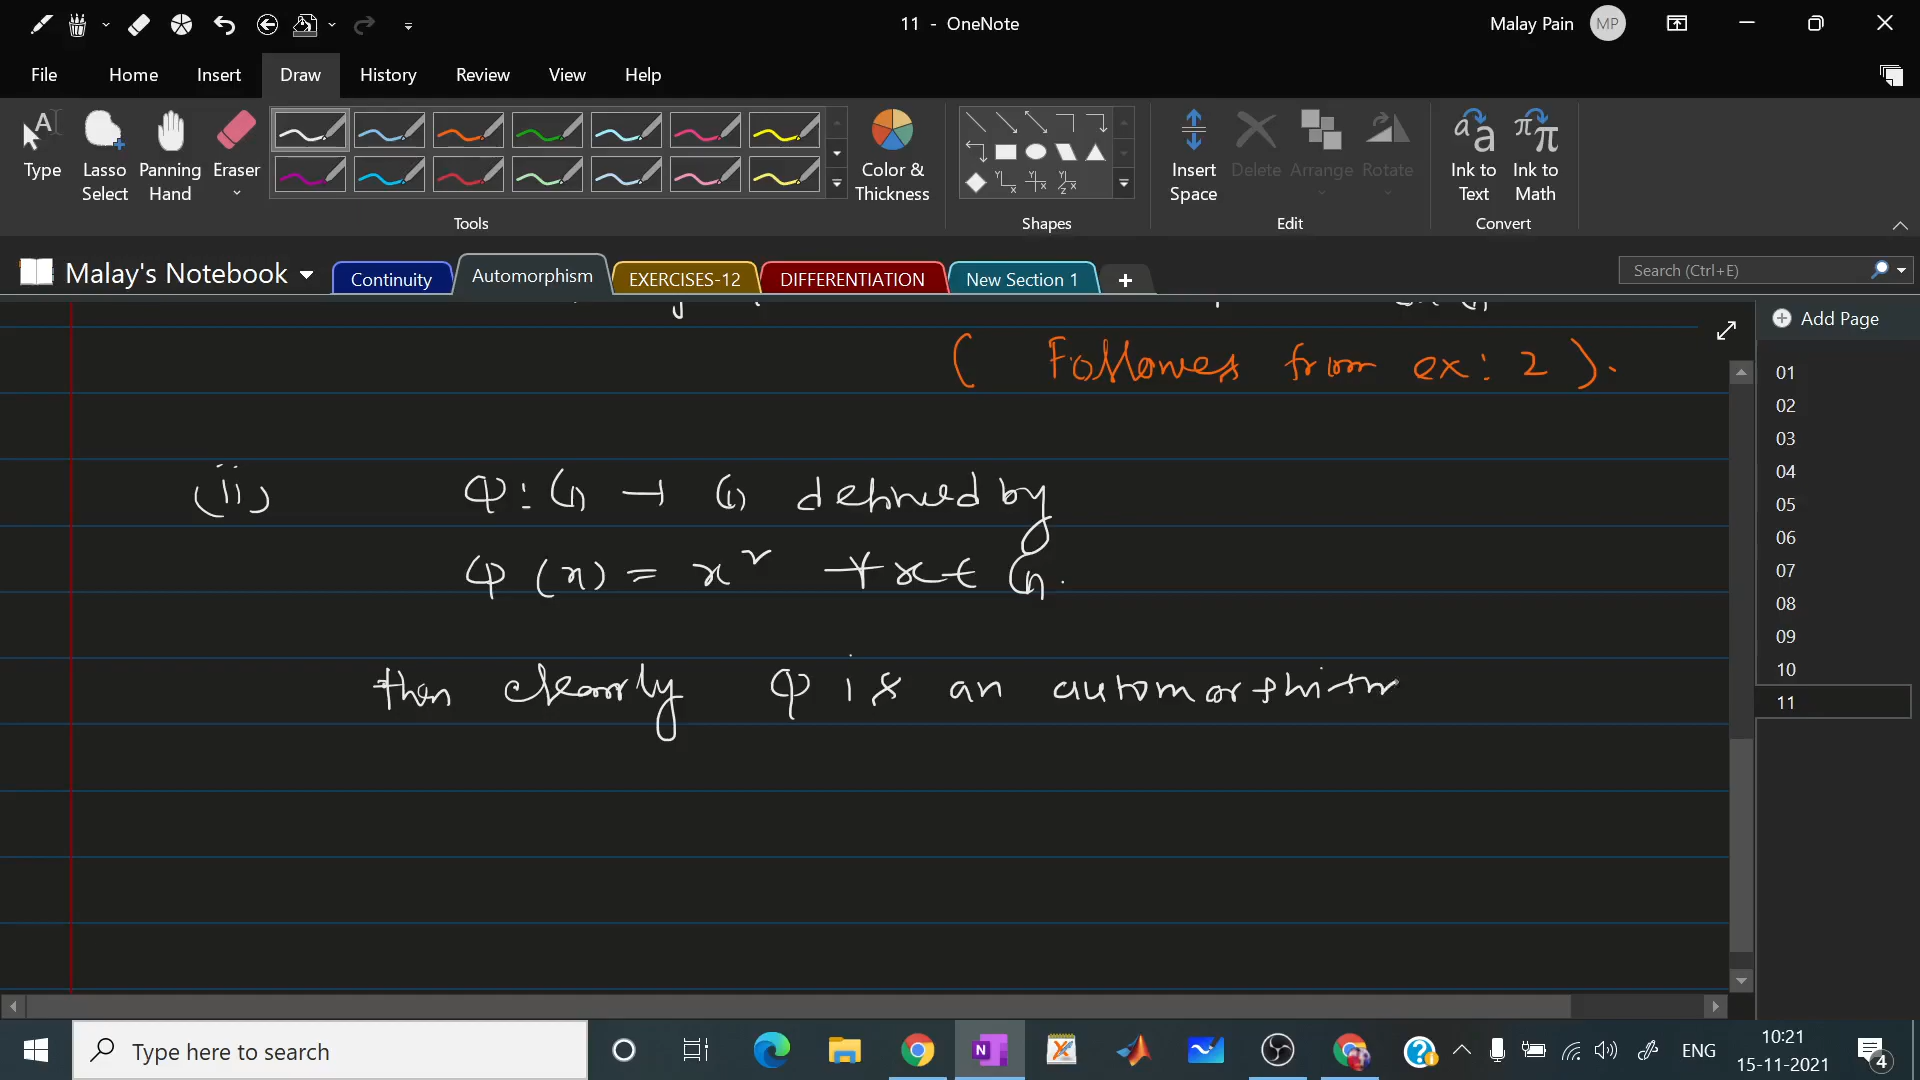 11 - OneNote
Malay Pain MP
File Home Insert Draw History Review View Help
Type
Lasso Select
Panning Hand
Eraser
Color & Thickness
Insert Space
Delete Arrange Rotate
Ink to Text
Ink to Math
Tools Shapes Edit Convert
Malay's Notebook Continuity Automorphism EXERCISES-12 DIFFERENTIATION New Section 1 Search (Ctrl+E)
Add Page
( Followes from ex: 2 ).
01
02
03
04
05
06
07
08
09
10
11
(ii) φ: G → G defined by
φ(x) = x² ∀ x ∈ G.
then clearly φ is an automorphism
Type here to search
ENG
10:21
15-11-2021
4